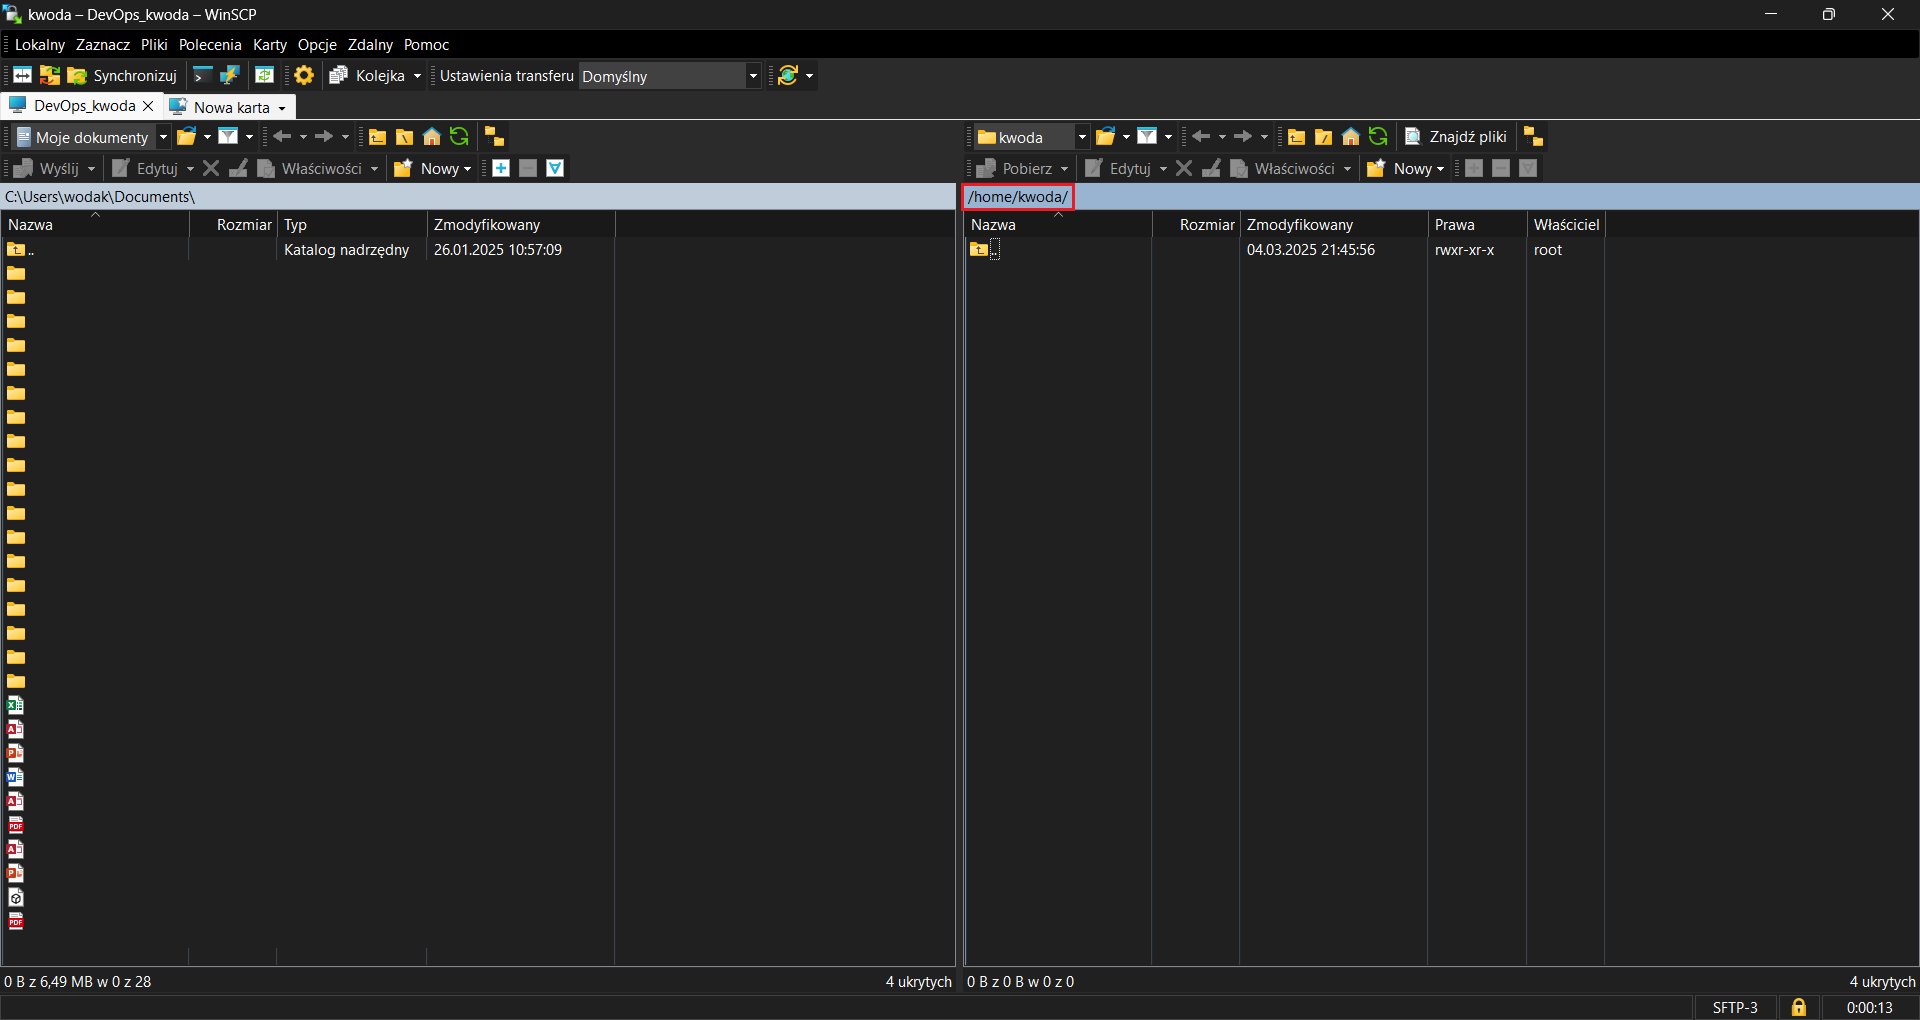 kwoda – DevOps_kwoda – WinSCP
Lokalny Zaznacz Pliki Polecenia Karty Opcje Zdalny Pomoc
Synchronizuj Kolejka Ustawienia transferu Domyślny
DevOps_kwoda Nowa karta
Moje dokumenty
Wyślij Edytuj Właściwości Nowy
C:\Users\wodak\Documents\
Nazwa Rozmiar Typ Zmodyfikowany
.. Katalog nadrzędny 26.01.2025 10:57:09
0 B z 6,49 MB w 0 z 28 4 ukrytych
kwoda Znajdź pliki
Pobierz Edytuj Właściwości Nowy
/home/kwoda/
Nazwa Rozmiar Zmodyfikowany Prawa Właściciel
.. 04.03.2025 21:45:56 rwxr-xr-x root
0 B z 0 B w 0 z 0 4 ukrytych
SFTP-3 0:00:13